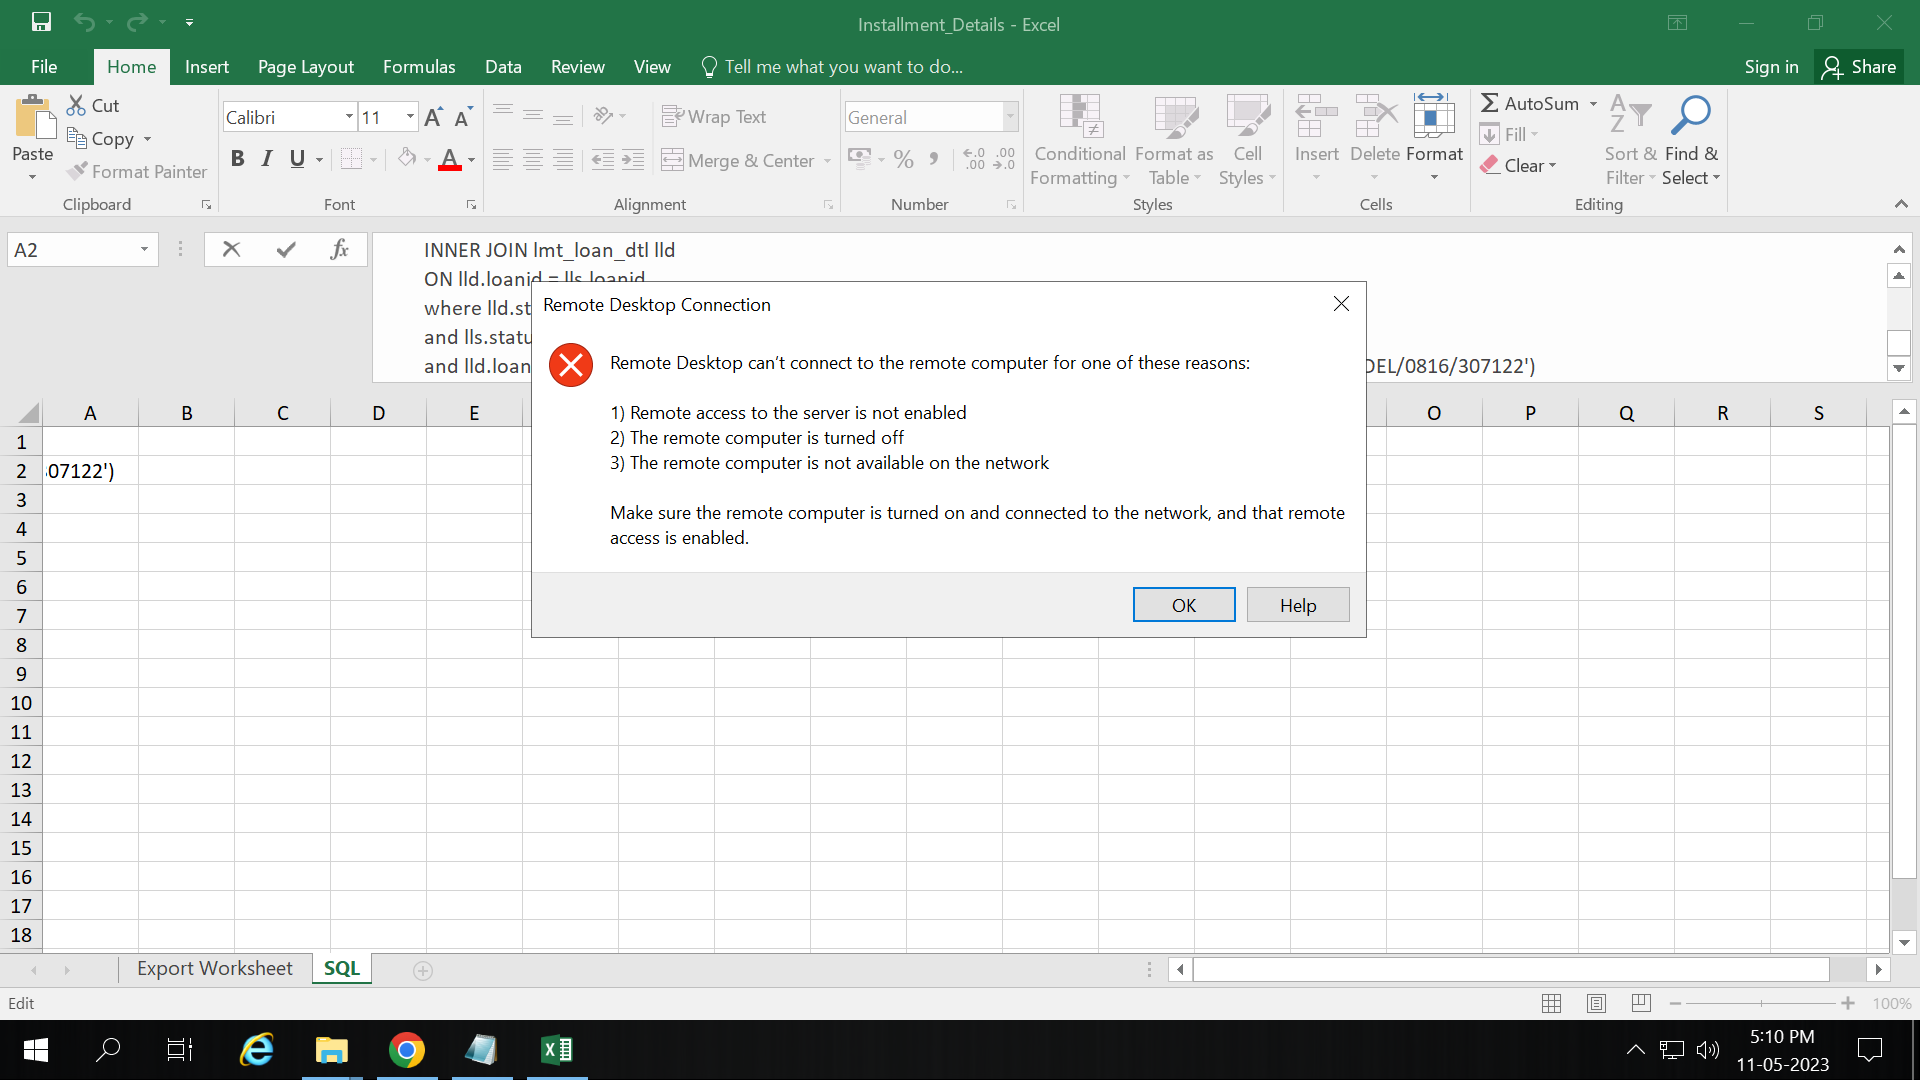 Installment_Details - Excel
File Home Insert Page Layout Formulas Data Review View Tell me what you want to do... Sign in Share
Paste
Cut
Copy
Format Painter
Clipboard
Calibri 11 A A
B I U A
Font
Wrap Text
Merge & Center
Alignment
General
% , .0 .00 .00 .0
Number
Conditional Formatting
Format as Table
Cell Styles
Styles
Insert Delete Format
Cells
AutoSum
Fill
Clear
Sort & Filter
Find & Select
Editing
A2 fx
INNER JOIN lmt_loan_dtl lld
ON lld.loanid = lls.loanid
where lld.st
and lls.statu
and lld.loan DEL/0816/307122')
Remote Desktop Connection
Remote Desktop can't connect to the remote computer for one of these reasons:
1) Remote access to the server is not enabled
2) The remote computer is turned off
3) The remote computer is not available on the network
Make sure the remote computer is turned on and connected to the network, and that remote
access is enabled.
OK Help
A B C D E O P Q R S
1
2 307122')
3
4
5
6
7
8
9
10
11
12
13
14
15
16
17
18
Export Worksheet SQL
Edit 100%
5:10 PM
11-05-2023